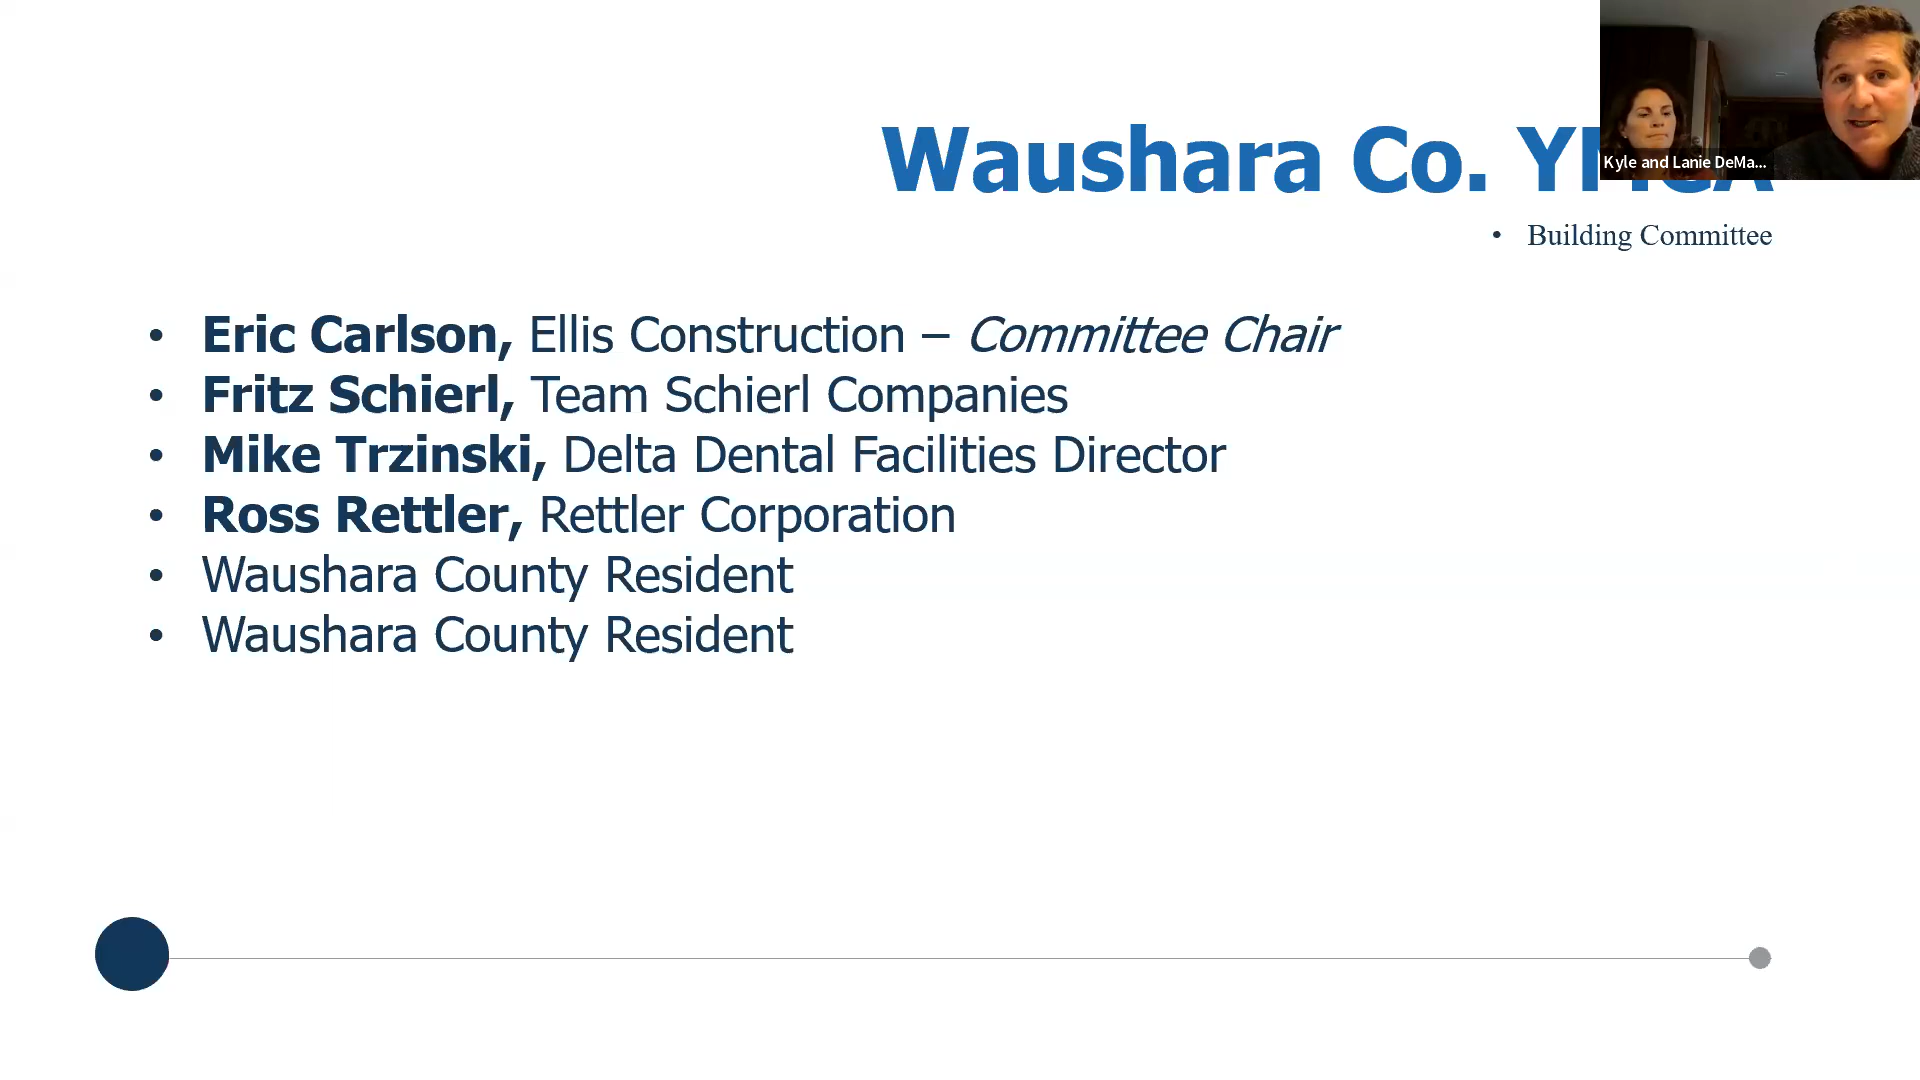 Waushara Co. YMCA
Kyle and Lanie DeMa...
• Building Committee
• Eric Carlson, Ellis Construction – Committee Chair
• Fritz Schierl, Team Schierl Companies
• Mike Trzinski, Delta Dental Facilities Director
• Ross Rettler, Rettler Corporation
• Waushara County Resident
• Waushara County Resident